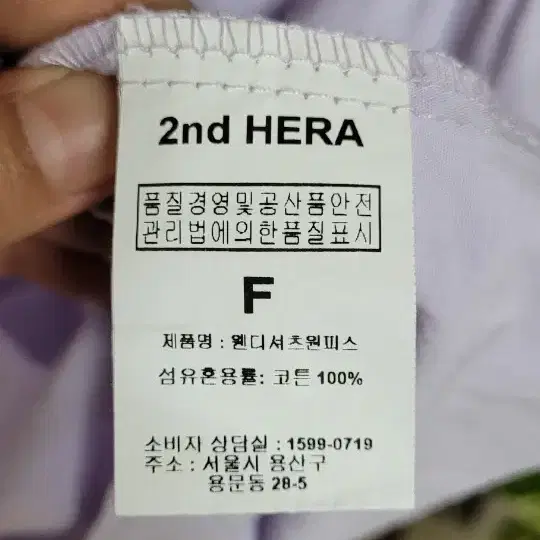 2nd HERA
품질경영및공산품안전
관리법에의한품질표시
F
제품명 : 웬디셔츠원피스
섬유혼용률: 코튼 100%
소비자 상담실 : 1599-0719
주소 : 서울시 용산구
용문동 28-5